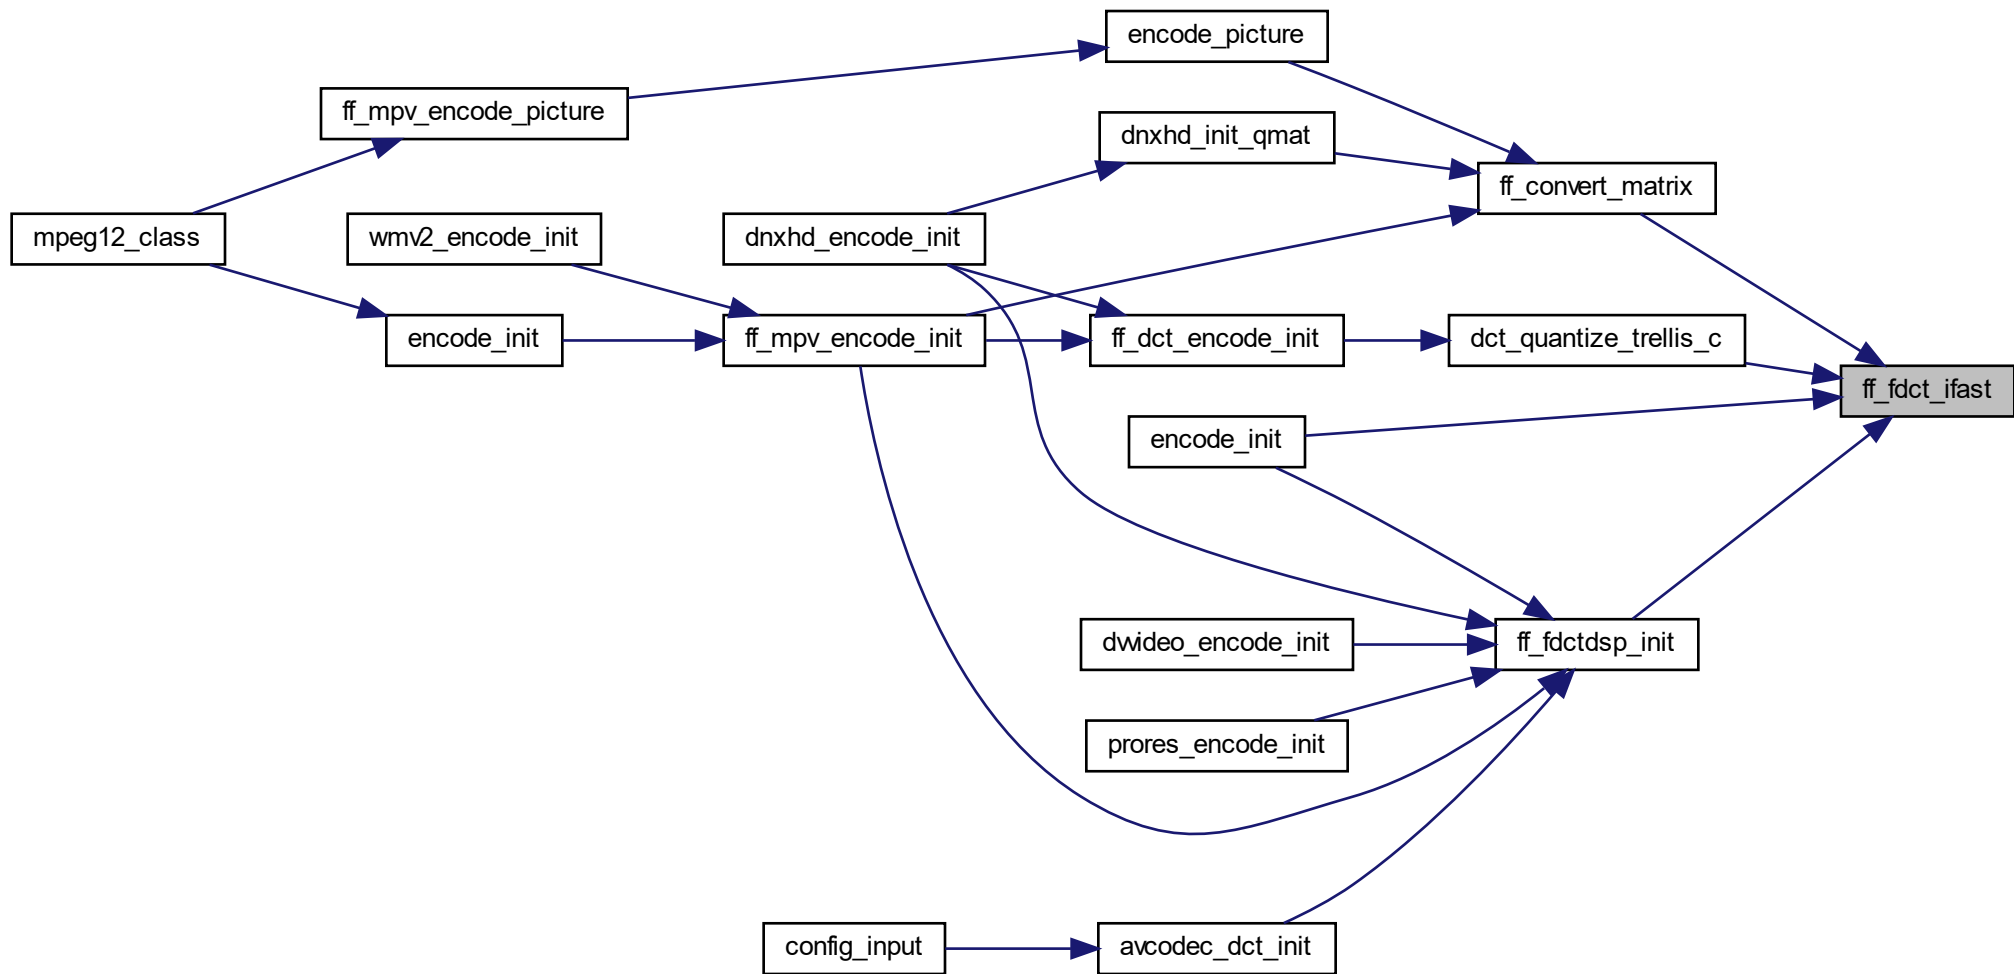 encode_picture
ff_mpv_encode_picture
dnxhd_init_qmat
ff_convert_matrix
mpeg12_class
wmv2_encode_init
dnxhd_encode_init
encode_init
ff_mpv_encode_init
ff_dct_encode_init
dct_quantize_trellis_c
ff_fdct_ifast
encode_init
dvvideo_encode_init
ff_fdctdsp_init
prores_encode_init
config_input
avcodec_dct_init